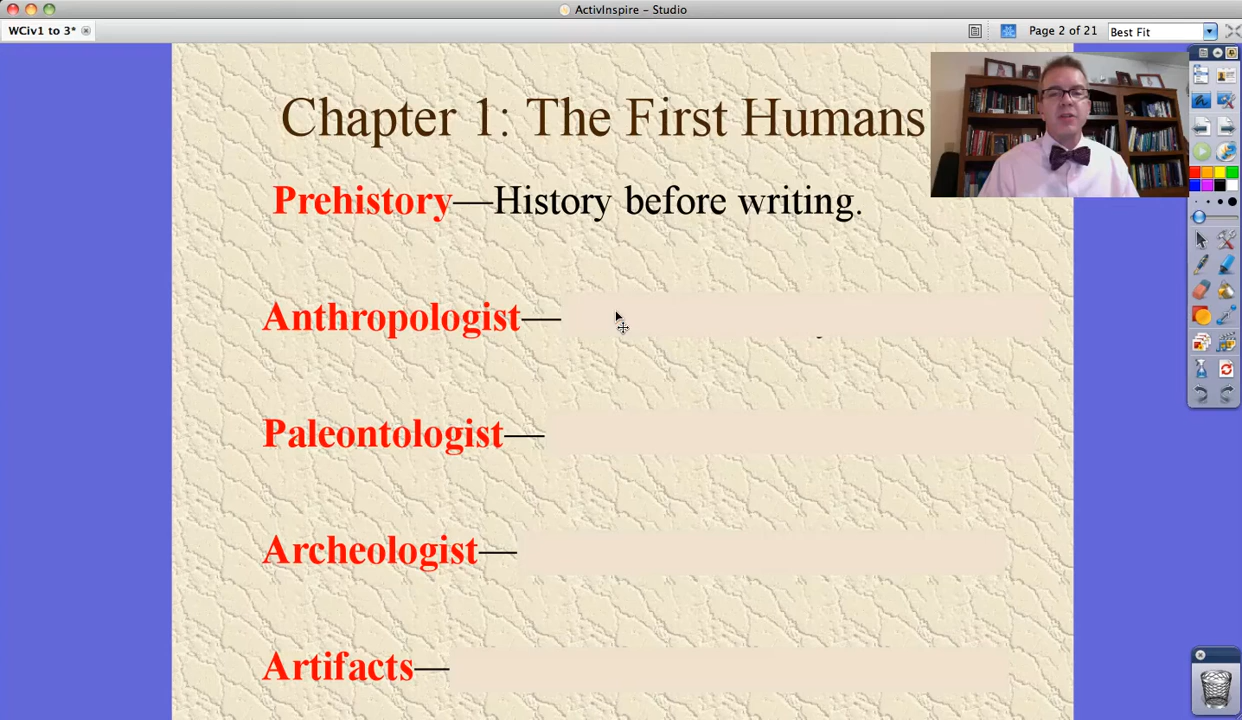 ActivInspire – Studio
WCiv1 to 3*
Page 2 of 21
Best Fit
Chapter 1: The First Humans
Prehistory—History before writing.
Anthropologist—
Paleontologist—
Archeologist—
Artifacts—